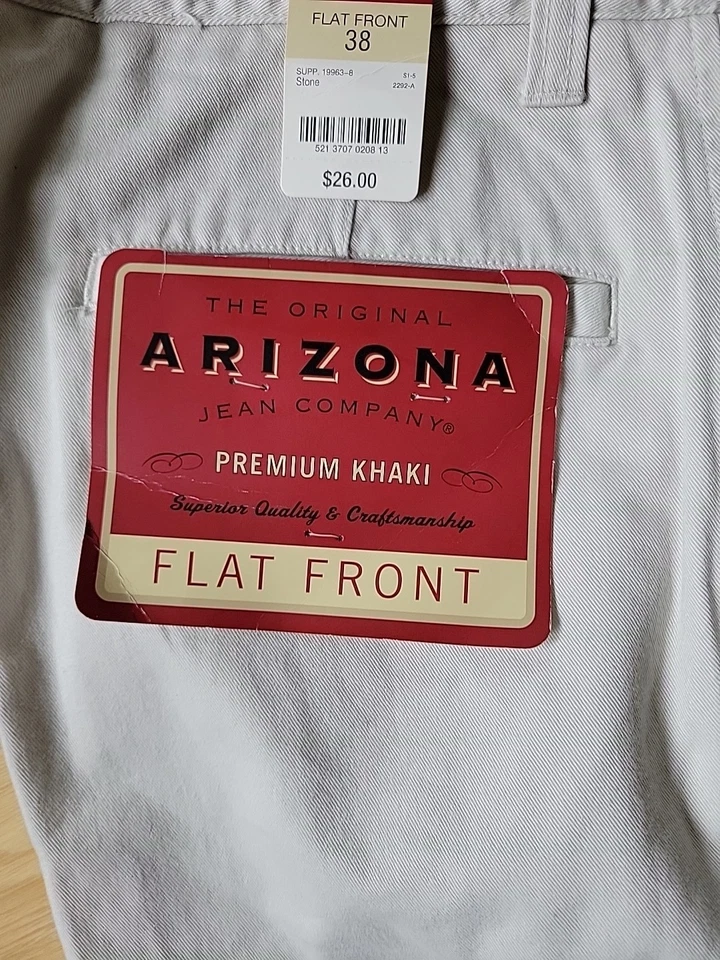 FLAT FRONT
38
SUPP. 19963-8 S1-5
Stone 2292-A
521 3707 0208 13
$26.00
THE ORIGINAL
ARIZONA
JEAN COMPANY®
PREMIUM KHAKI
Superior Quality & Craftsmanship
FLAT FRONT